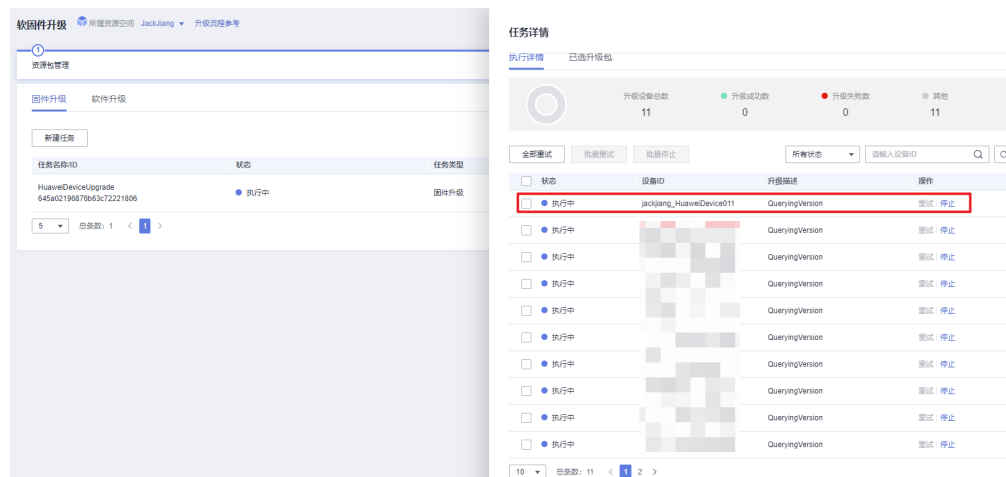 软固件升级 所属资源空间 JackJiang 升级流程参考
1
资源包管理
固件升级 软件升级
新建任务
任务名称/ID 状态 任务类型
HuaweiDeviceUpgrade
645a02196876b63c72221806
执行中 固件升级
5 总条数: 1 < 1 >
任务详情
执行详情 已选升级包
升级设备总数 升级成功数 升级失败数 其他
11 0 0 11
全部重试 批量重试 批量停止 所有状态 请输入设备ID
状态 设备ID 升级描述 操作
执行中 jackjiang_HuaweiDevice011 QueryingVersion 重试 停止
执行中 QueryingVersion 重试 停止
执行中 QueryingVersion 重试 停止
执行中 QueryingVersion 重试 停止
执行中 QueryingVersion 重试 停止
执行中 QueryingVersion 重试 停止
执行中 QueryingVersion 重试 停止
执行中 QueryingVersion 重试 停止
执行中 QueryingVersion 重试 停止
执行中 QueryingVersion 重试 停止
10 总条数: 11 < 1 2 >